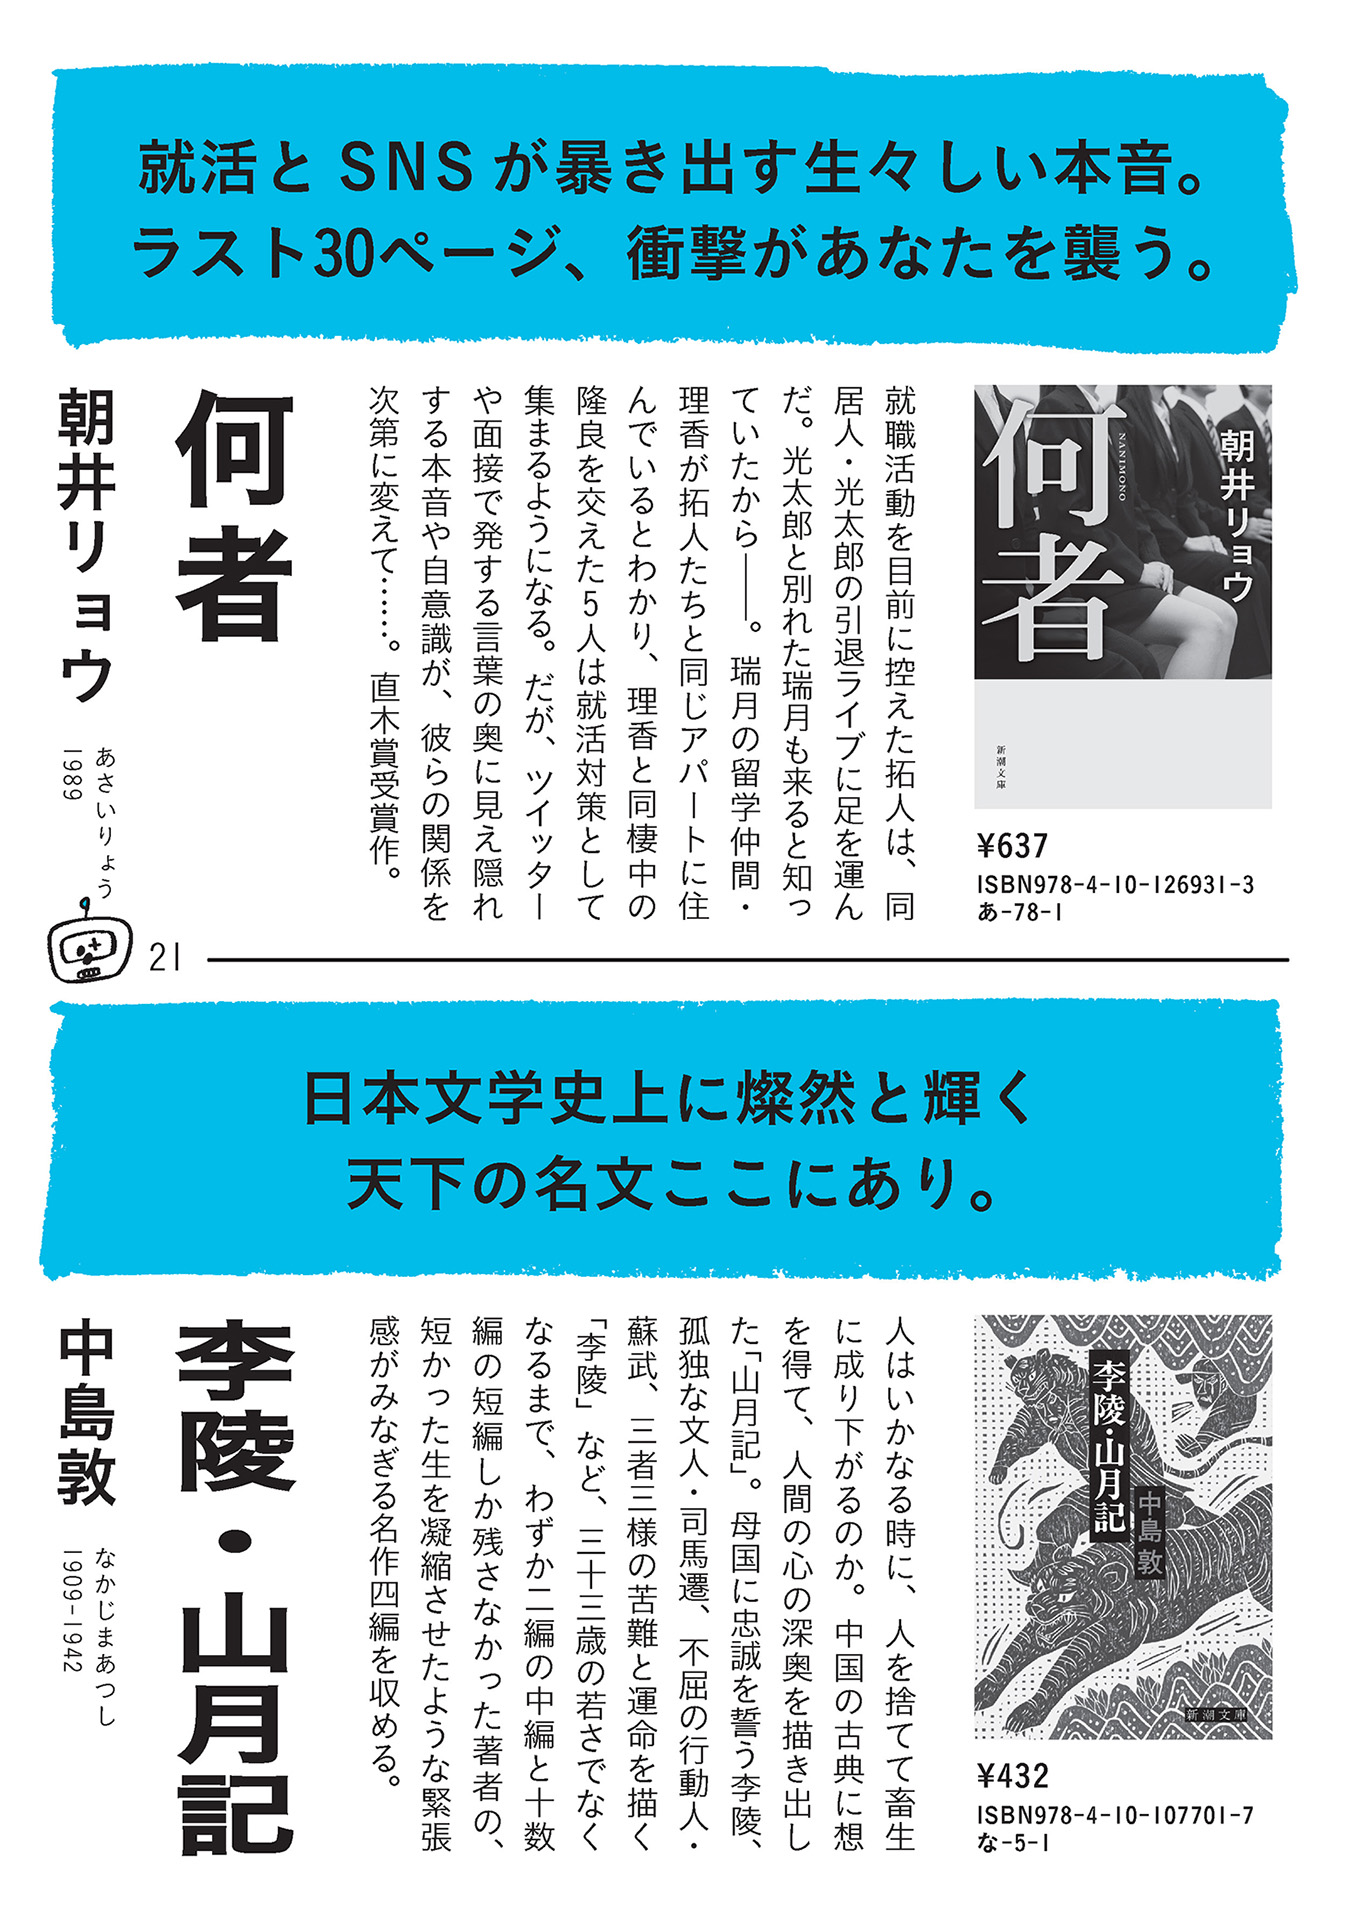 就活とSNSが暴き出す生々しい本音。
ラスト30ページ、衝撃があなたを襲う。
何者
NANIMONO
朝井リョウ
新潮文庫
¥637
ISBN978-4-10-126931-3
あ-78-1
就職活動を目前に控えた拓人は、同
居人・光太郎の引退ライブに足を運ん
だ。光太郎と別れた瑞月も来ると知っ
ていたから――。瑞月の留学仲間・
理香が拓人たちと同じアパートに住
んでいるとわかり、理香と同棲中の
隆良を交えた5人は就活対策として
集まるようになる。だが、ツイッター
や面接で発する言葉の奥に見え隠れ
する本音や自意識が、彼らの関係を
次第に変えて……。直木賞受賞作。
何者
朝井リョウ
あさいりょう
1989
21
日本文学史上に燦然と輝く
天下の名文ここにあり。
李陵・山月記
中島敦
新潮文庫
¥432
ISBN978-4-10-107701-7
な-5-1
人はいかなる時に、人を捨てて畜生
に成り下がるのか。中国の古典に想
を得て、人間の心の深奥を描き出し
た「山月記」。母国に忠誠を誓う李陵、
孤独な文人・司馬遷、不屈の行動人・
蘇武、三者三様の苦難と運命を描く
「李陵」など、三十三歳の若さでなく
なるまで、わずか二編の中編と十数
編の短編しか残さなかった著者の、
短かった生を凝縮させたような緊張
感がみなぎる名作四編を収める。
李陵・山月記
中島敦
なかじまあつし
1909-1942